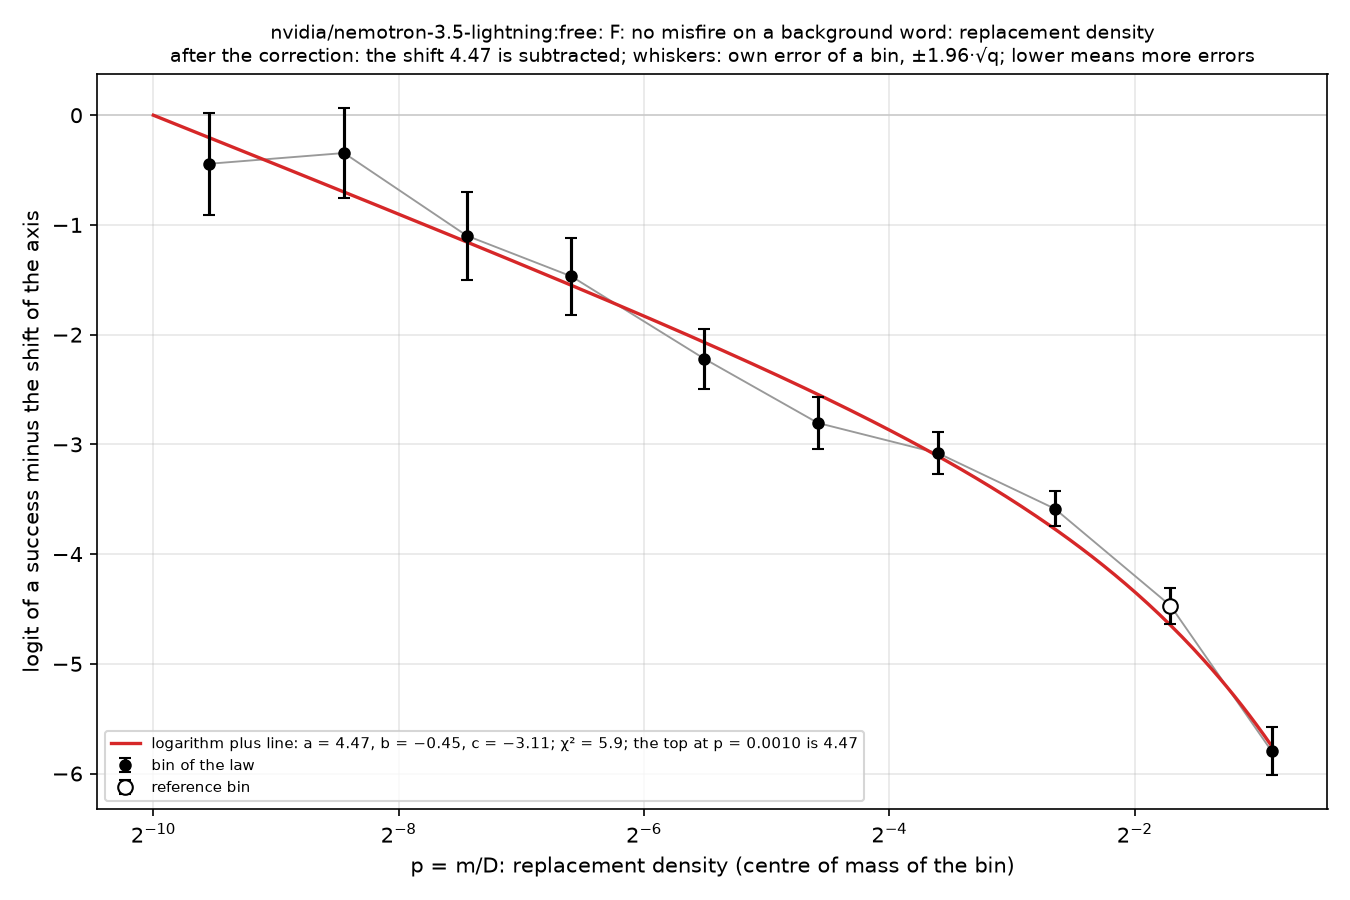 nvidia/nemotron-3.5-lightning:free: F: no misfire on a background word: replacement density
after the correction: the shift 4.47 is subtracted; whiskers: own error of a bin, ±1.96·√q; lower means more errors
logit of a success minus the shift of the axis
0
−1
−2
−3
−4
−5
−6
logarithm plus line: a = 4.47, b = −0.45, c = −3.11; χ² = 5.9; the top at p = 0.0010 is 4.47
bin of the law
reference bin
2⁻¹⁰ 2⁻⁸ 2⁻⁶ 2⁻⁴ 2⁻²
p = m/D: replacement density (centre of mass of the bin)